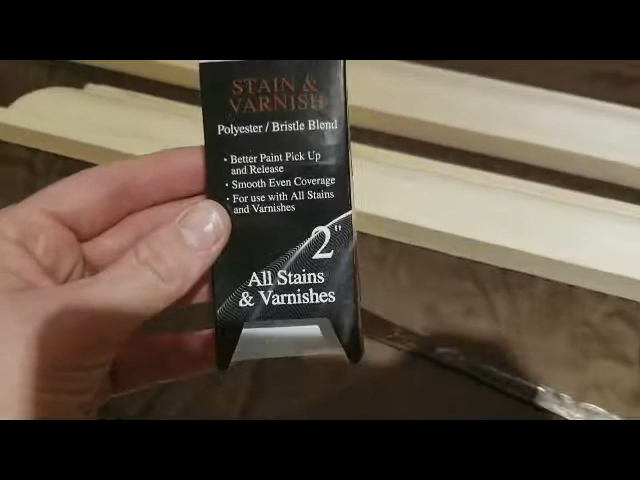 STAIN &
VARNISH
Polyester / Bristle Blend
• Better Paint Pick Up
and Release
• Smooth Even Coverage
• For use with All Stains
and Varnishes
2"
All Stains
& Varnishes